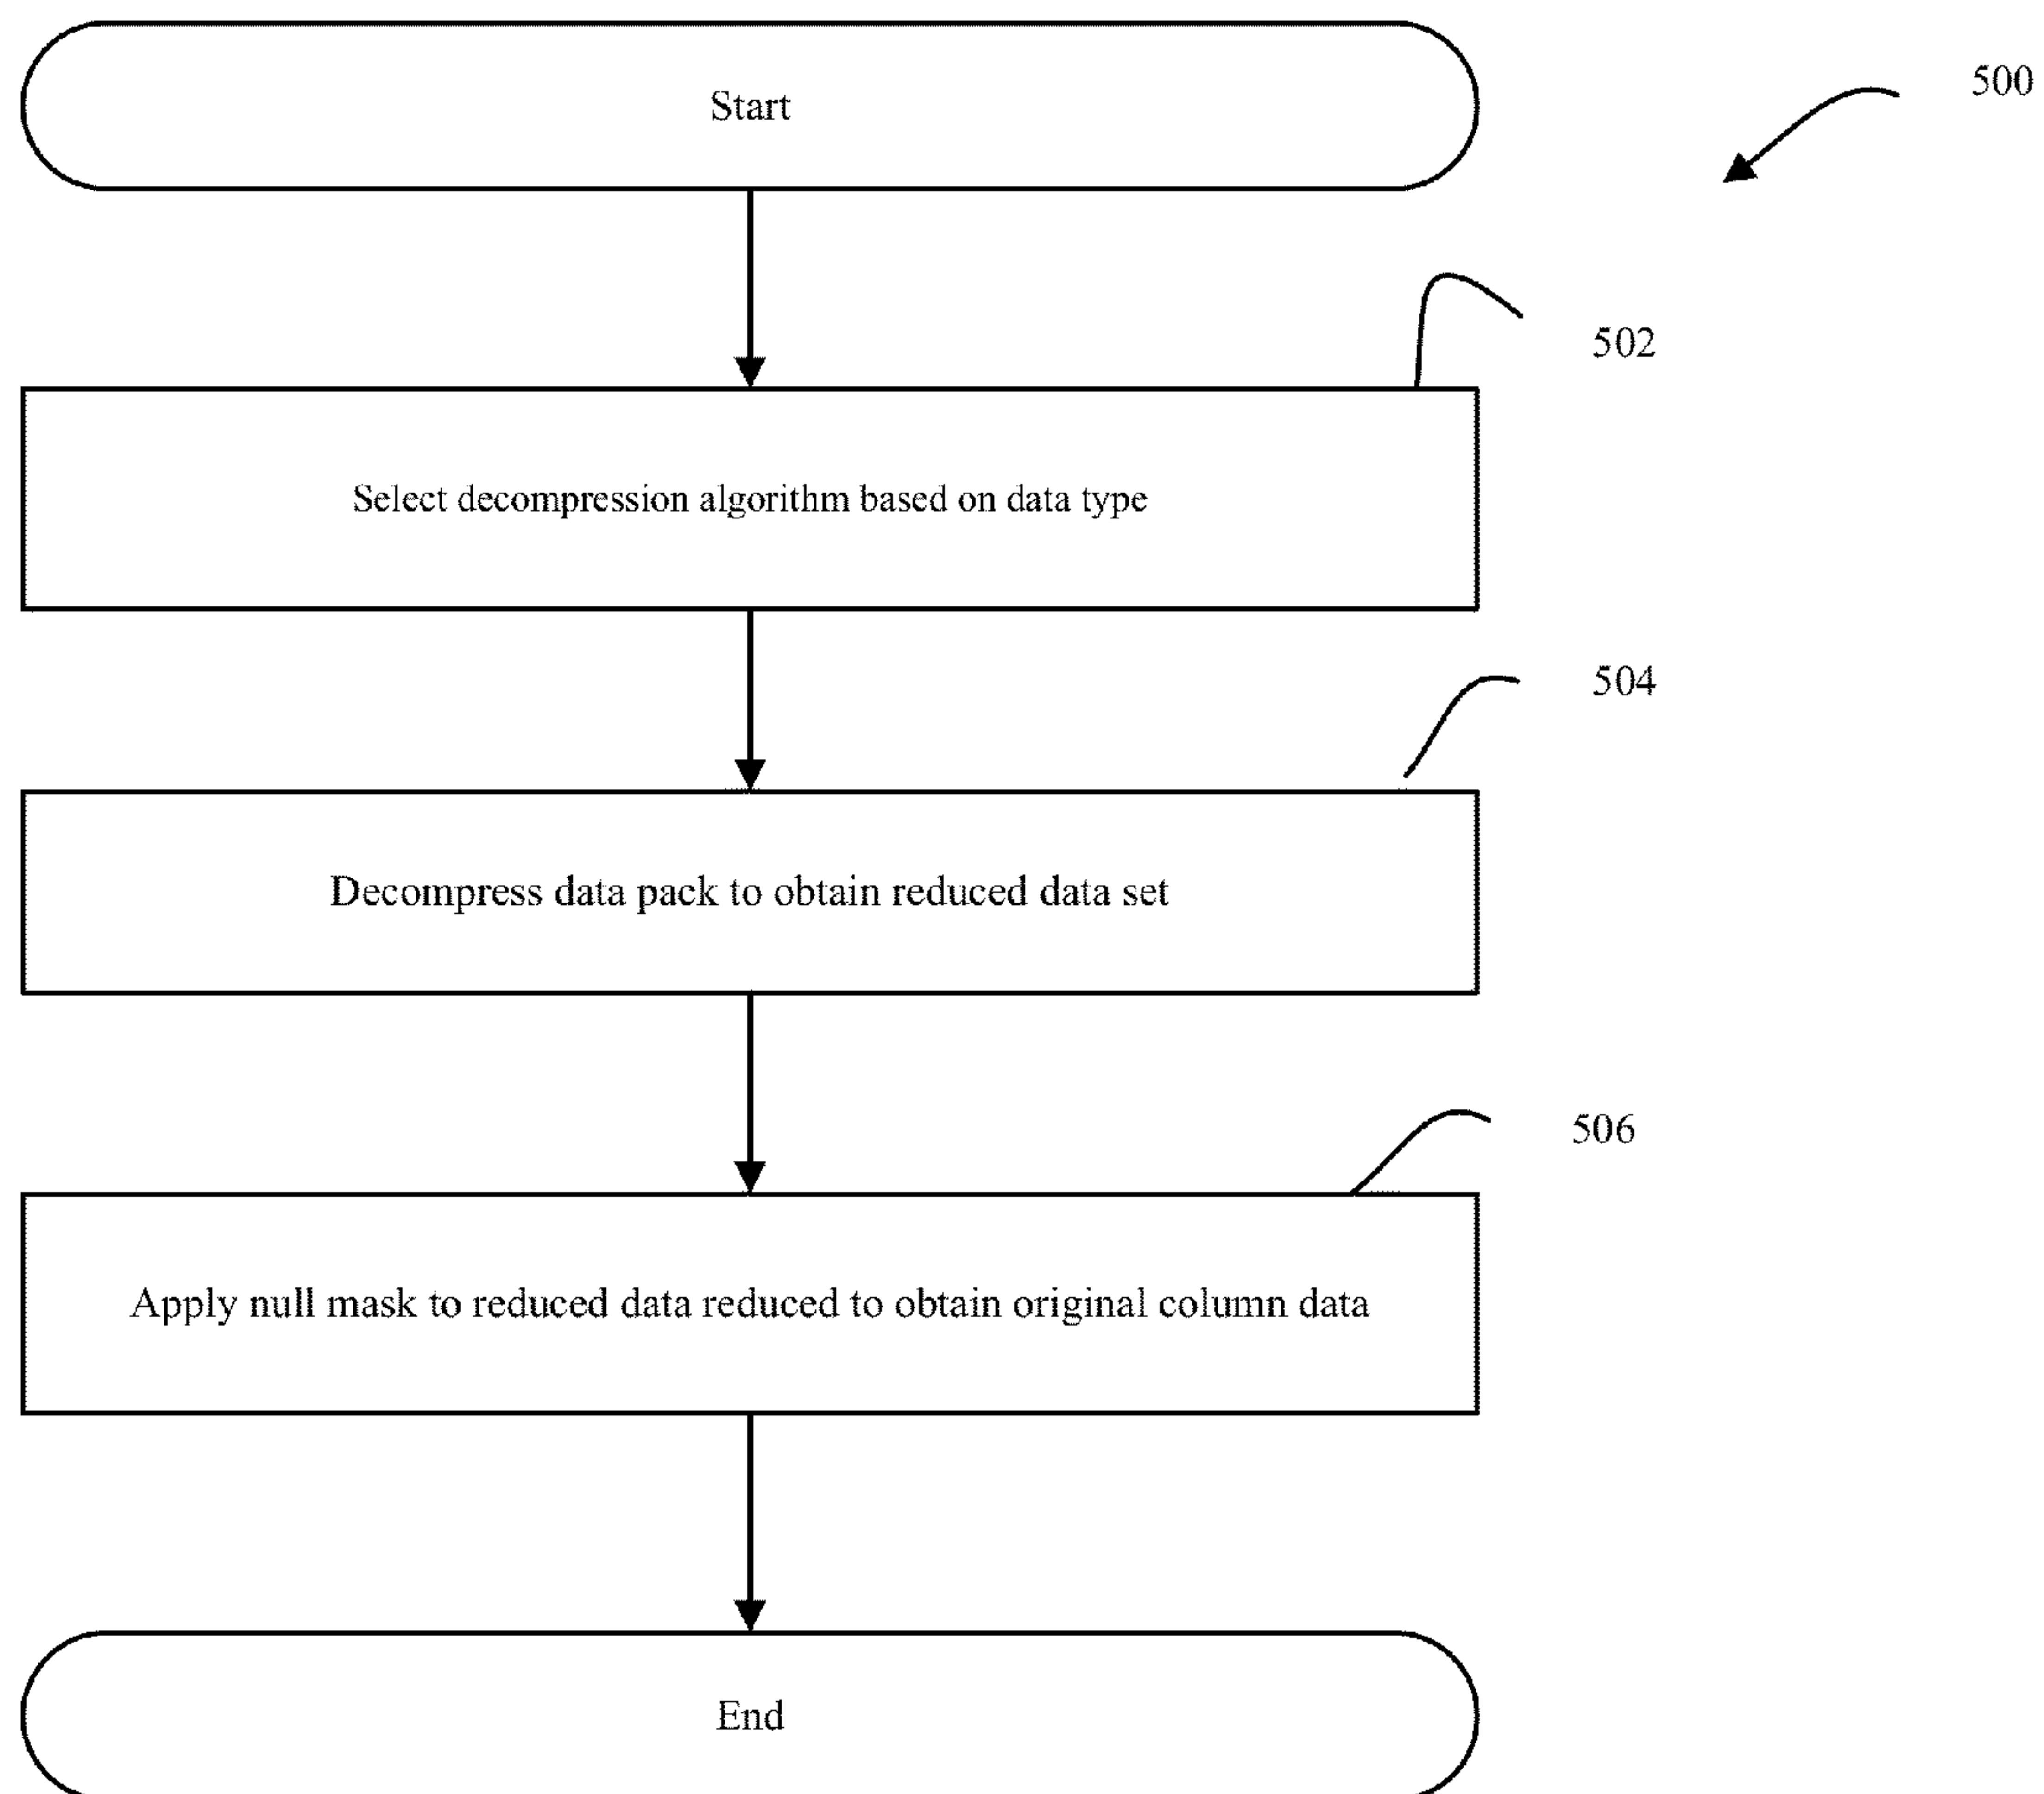 Start
500
502
Select decompression algorithm based on data type
504
Decompress data pack to obtain reduced data set
506
Apply null mask to reduced data reduced to obtain original column data
End